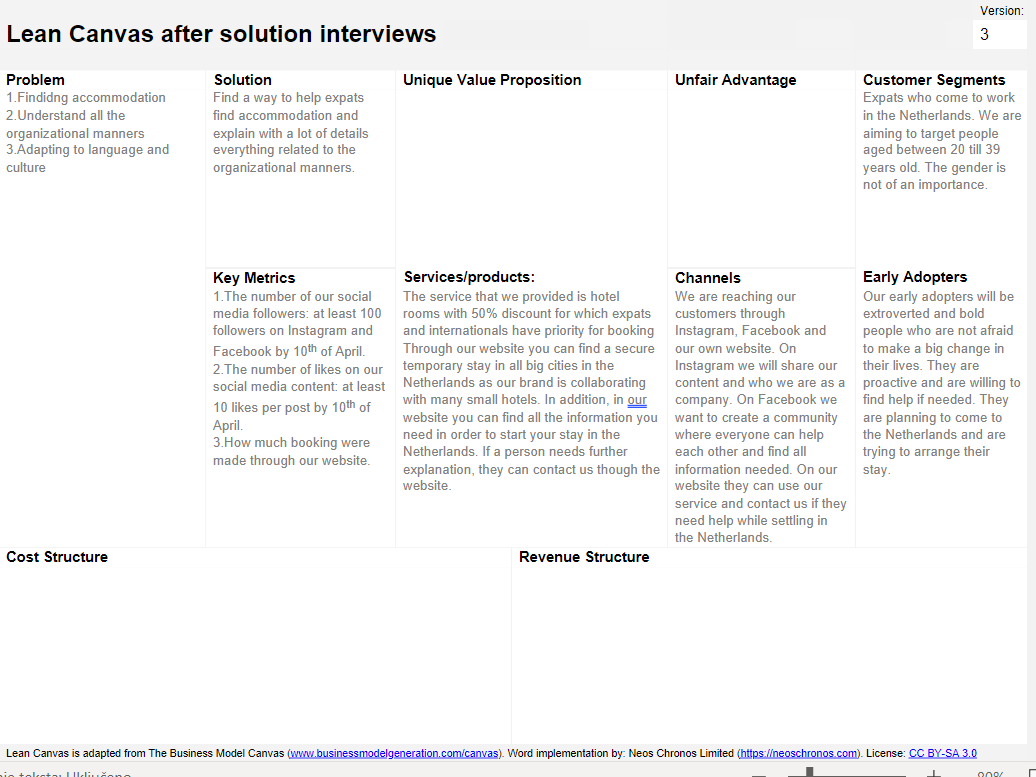 Version:
Lean Canvas after solution interviews
3
Problem
1.Findidng accommodation
2.Understand all the
organizational manners
3.Adapting to language and
culture
Solution
Find a way to help expats
find accommodation and
explain with a lot of details
everything related to the
organizational manners.
Unique Value Proposition
Unfair Advantage
Customer Segments
Expats who come to work
in the Netherlands. We are
aiming to target people
aged between 20 till 39
years old. The gender is
not of an importance.
Key Metrics
1.The number of our social
media followers: at least 100
followers on Instagram and
Facebook by 10th of April.
2.The number of likes on our
social media content: at least
10 likes per post by 10th of
April.
3.How much booking were
made through our website.
Services/products:
The service that we provided is hotel
rooms with 50% discount for which expats
and internationals have priority for booking
Through our website you can find a secure
temporary stay in all big cities in the
Netherlands as our brand is collaborating
with many small hotels. In addition, in our
website you can find all the information you
need in order to start your stay in the
Netherlands. If a person needs further
explanation, they can contact us though the
website.
Channels
We are reaching our
customers through
Instagram, Facebook and
our own website. On
Instagram we will share our
content and who we are as a
company. On Facebook we
want to create a community
where everyone can help
each other and find all
information needed. On our
website they can use our
service and contact us if they
need help while settling in
the Netherlands.
Early Adopters
Our early adopters will be
extroverted and bold
people who are not afraid
to make a big change in
their lives. They are
proactive and are willing to
find help if needed. They
are planning to come to
the Netherlands and are
trying to arrange their
stay.
Cost Structure
Revenue Structure
Lean Canvas is adapted from The Business Model Canvas (www.businessmodelgeneration.com/canvas). Word implementation by: Neos Chronos Limited (https://neoschronos.com). License: CC BY-SA 3.0